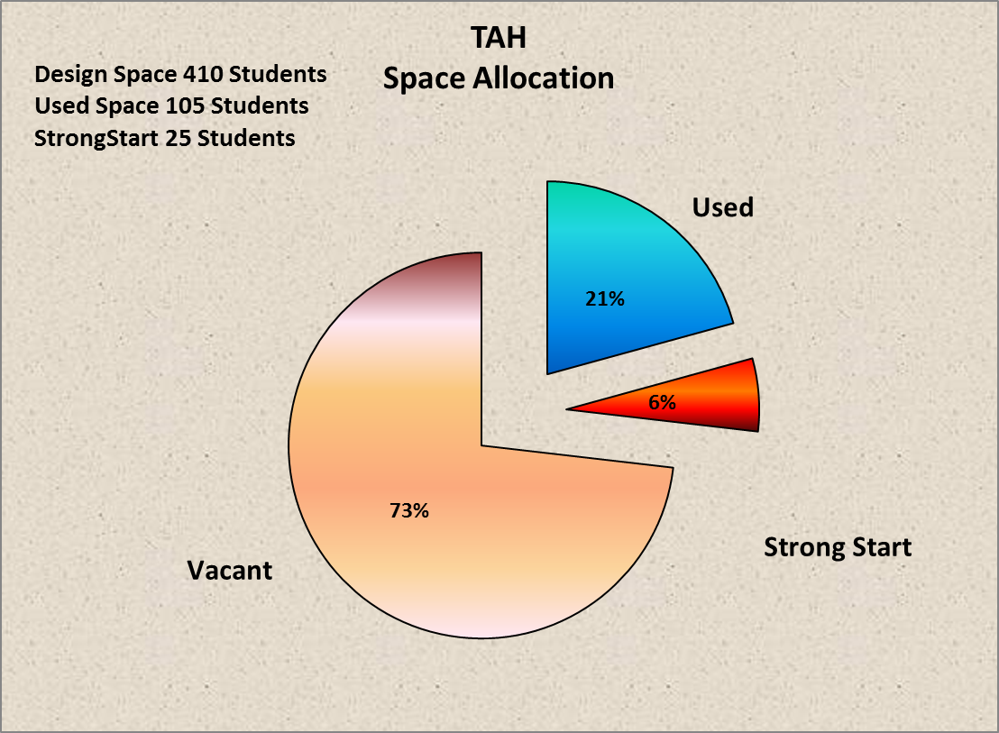 TAH
Space Allocation
Design Space 410 Students
Used Space 105 Students
StrongStart 25 Students
Used
21%
6%
73%
Strong Start
Vacant